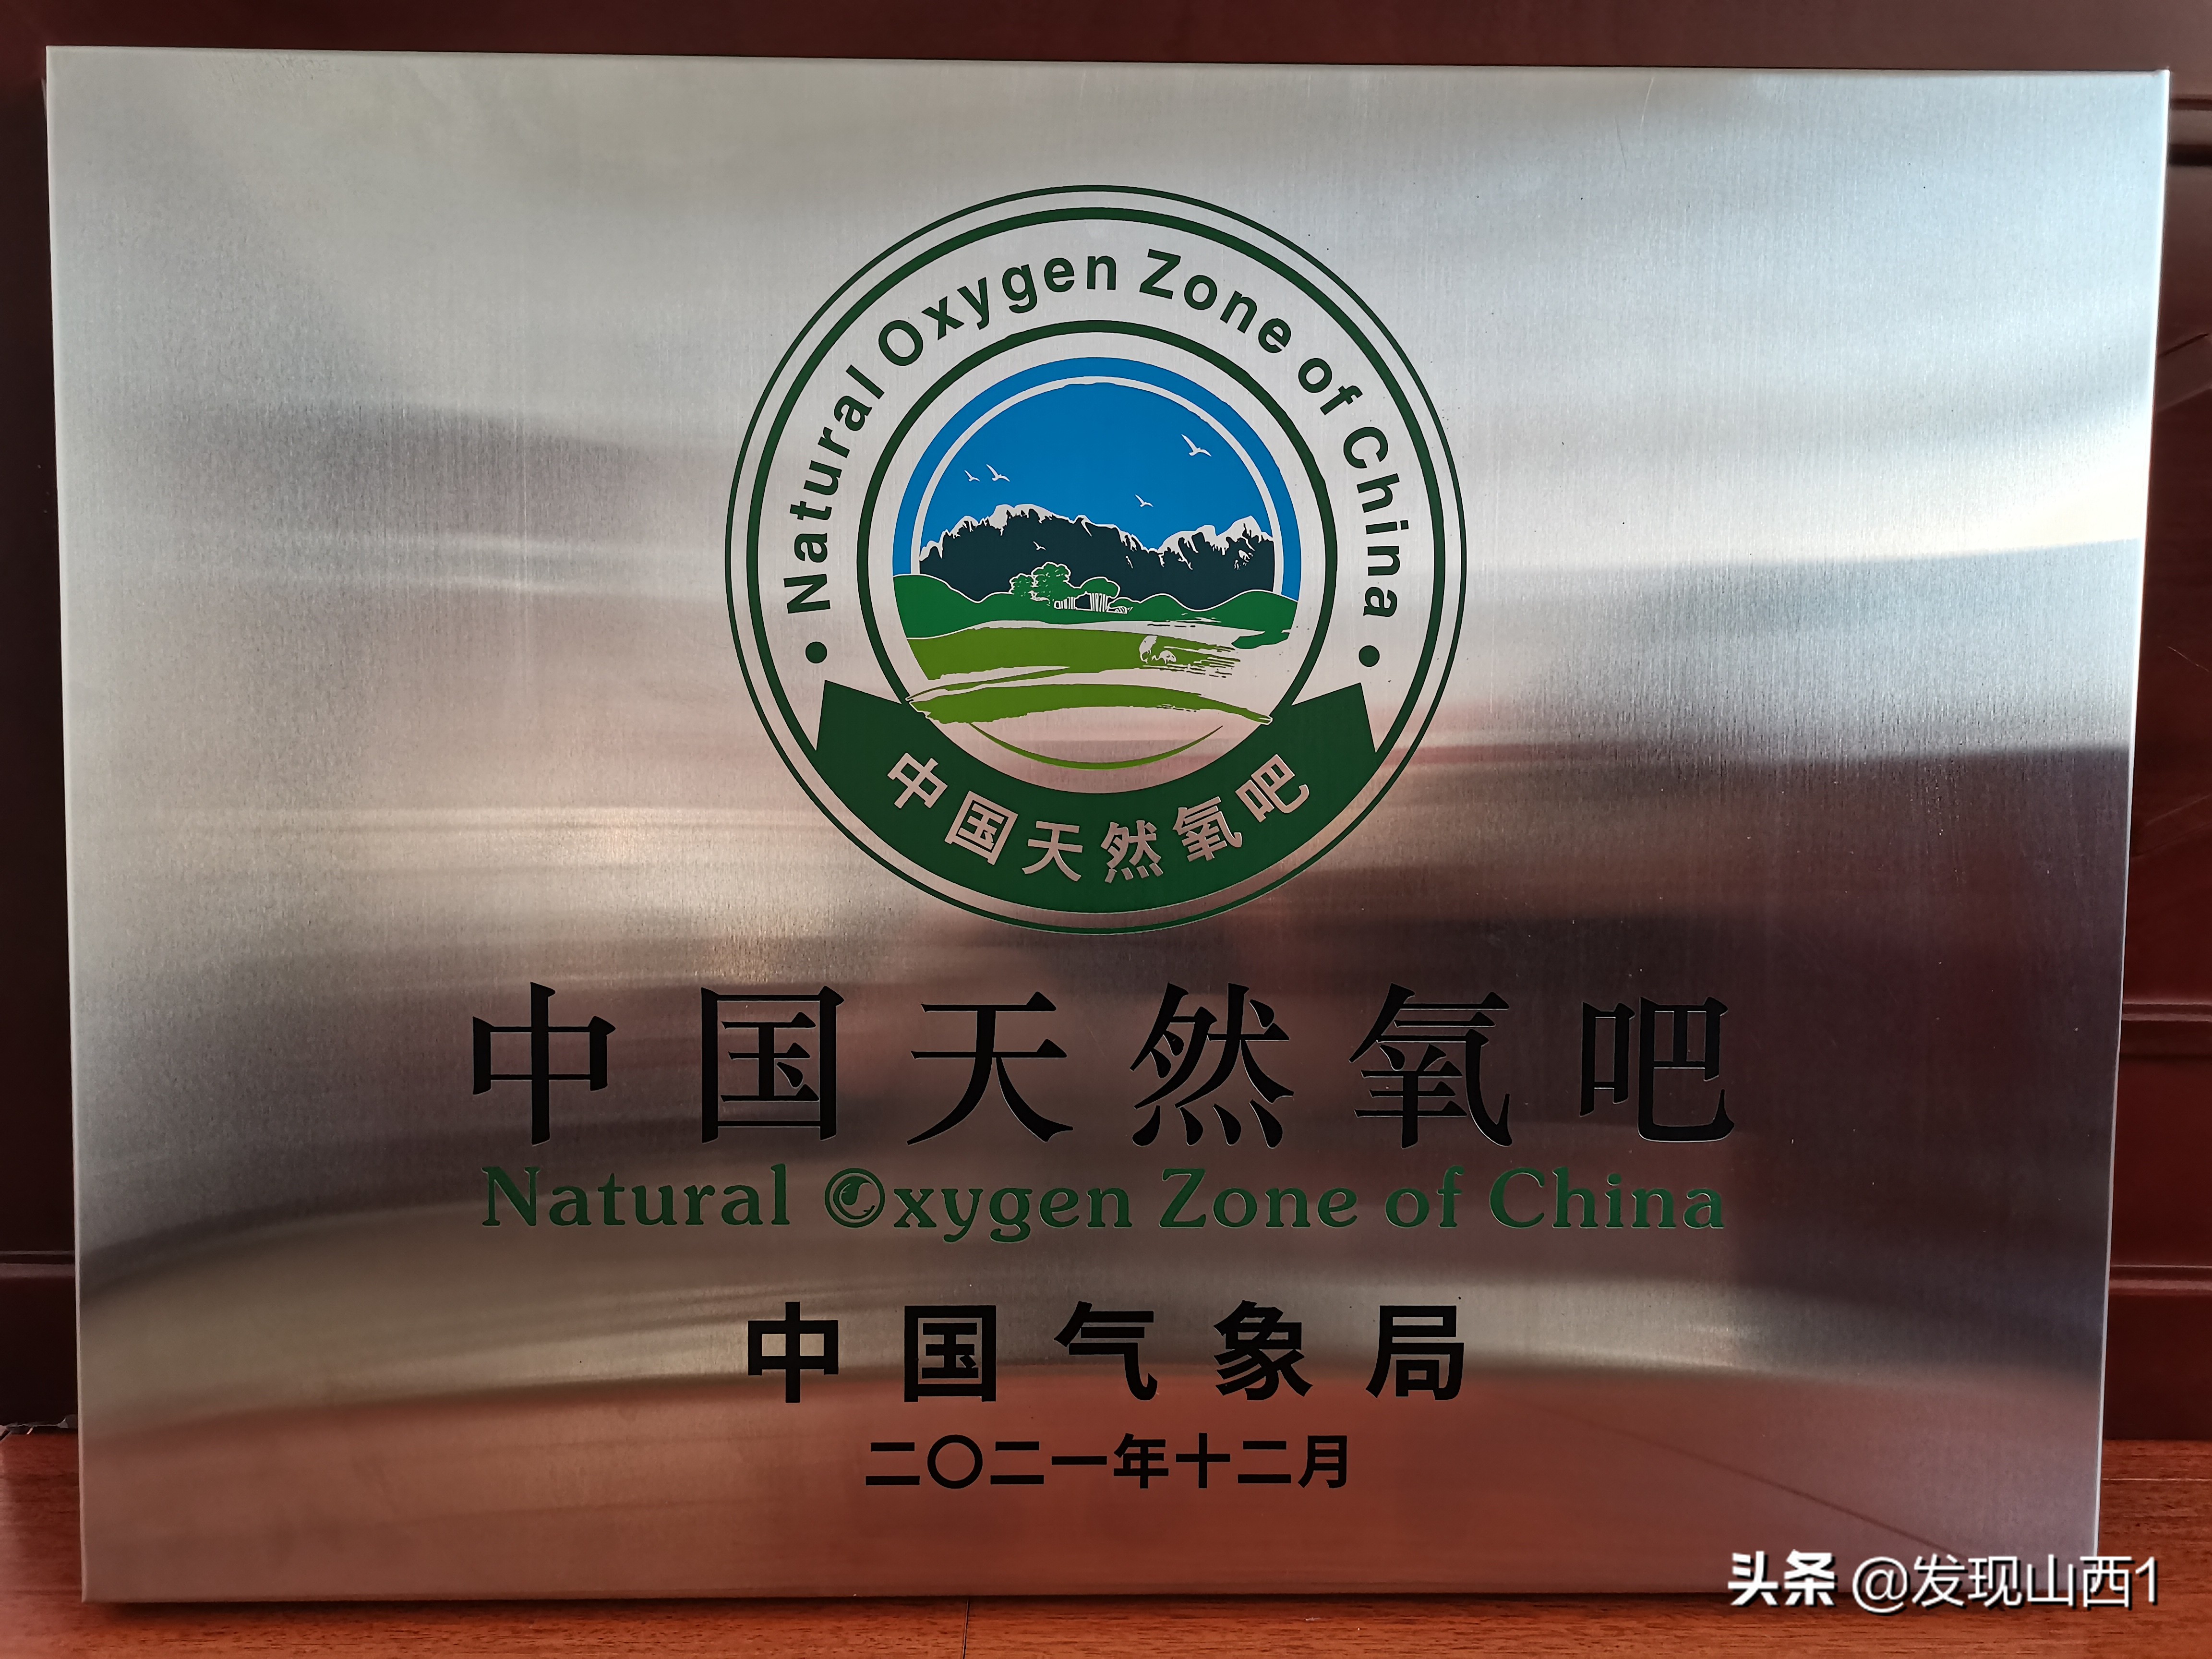 Natural Oxygen Zone of China
中国天然氧吧
中国天然氧吧
Natural Oxygen Zone of China
中国气象局
二〇二一年十二月
头条 @发现山西1